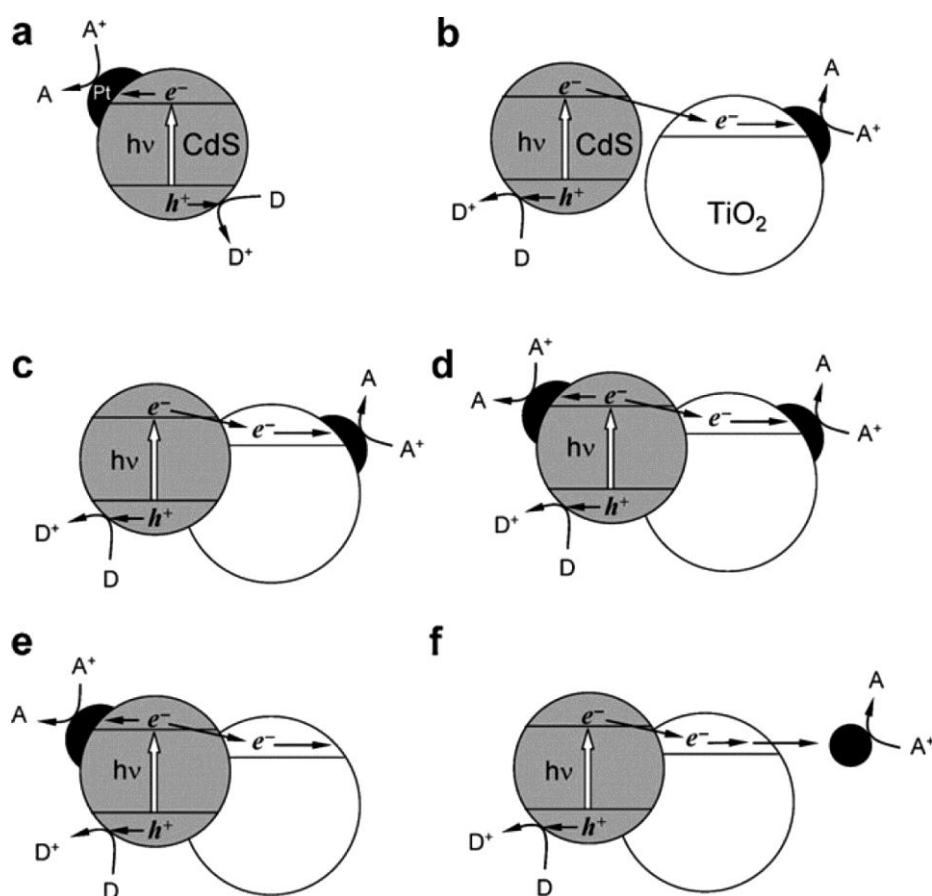 a
A⁺
A
Pt
e⁻
hν
CdS
h⁺
D
D⁺
b
e⁻
hν
CdS
h⁺
D⁺
D
e⁻
A
A⁺
TiO₂
c
e⁻
hν
h⁺
D⁺
D
e⁻
A
A⁺
d
A⁺
A
e⁻
hν
h⁺
D⁺
D
e⁻
A
A⁺
e
A⁺
A
e⁻
hν
h⁺
D⁺
D
e⁻
f
e⁻
hν
h⁺
D⁺
D
e⁻
A
A⁺